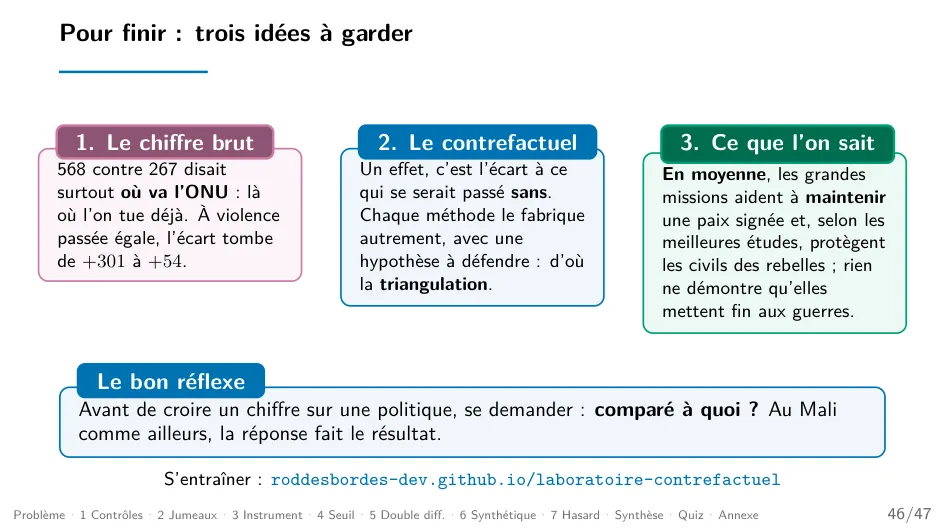 Pour finir : trois idées à garder
1. Le chiffre brut
568 contre 267 disait
surtout où va l'ONU : là
où l'on tue déjà. À violence
passée égale, l'écart tombe
de +301 à +54.
2. Le contrefactuel
Un effet, c'est l'écart à ce
qui se serait passé sans.
Chaque méthode le fabrique
autrement, avec une
hypothèse à défendre : d'où
la triangulation.
3. Ce que l'on sait
En moyenne, les grandes
missions aident à maintenir
une paix signée et, selon les
meilleures études, protègent
les civils des rebelles ; rien
ne démontre qu'elles
mettent fin aux guerres.
Le bon réflexe
Avant de croire un chiffre sur une politique, se demander : comparé à quoi ? Au Mali
comme ailleurs, la réponse fait le résultat.
S'entraîner : roddesbordes-dev.github.io/laboratoire-contrefactuel
Problème · 1 Contrôles · 2 Jumeaux · 3 Instrument · 4 Seuil · 5 Double diff. · 6 Synthétique · 7 Hasard · Synthèse · Quiz · Annexe
46/47